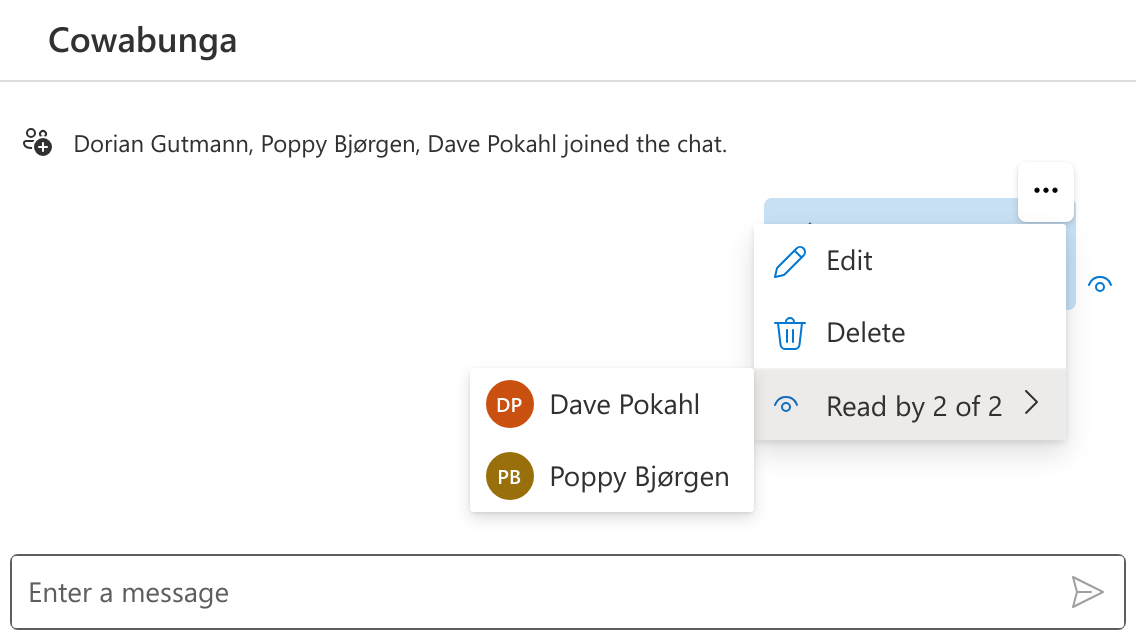 Cowabunga
Dorian Gutmann, Poppy Bjørgen, Dave Pokahl joined the chat.
Edit
Delete
Read by 2 of 2
DP Dave Pokahl
PB Poppy Bjørgen
Enter a message